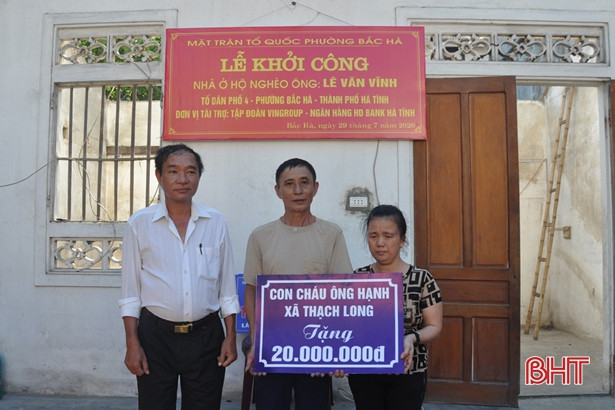 MẶT TRẬN TỔ QUỐC PHƯỜNG BẮC HÀ
LỄ KHỞI CÔNG
NHÀ Ở HỘ NGHÈO ÔNG: LÊ VĂN VĨNH
TỔ DÂN PHỐ 4 - PHƯỜNG BẮC HÀ - THÀNH PHỐ HÀ TĨNH
ĐƠN VỊ TÀI TRỢ: TẬP ĐOÀN VINGROUP - NGÂN HÀNG HD BANK HÀ TĨNH
Bắc Hà, ngày 29 tháng 7 năm 2020
CON CHÁU ÔNG HẠNH
XÃ THẠCH LONG
Tặng
20.000.000đ
BHT